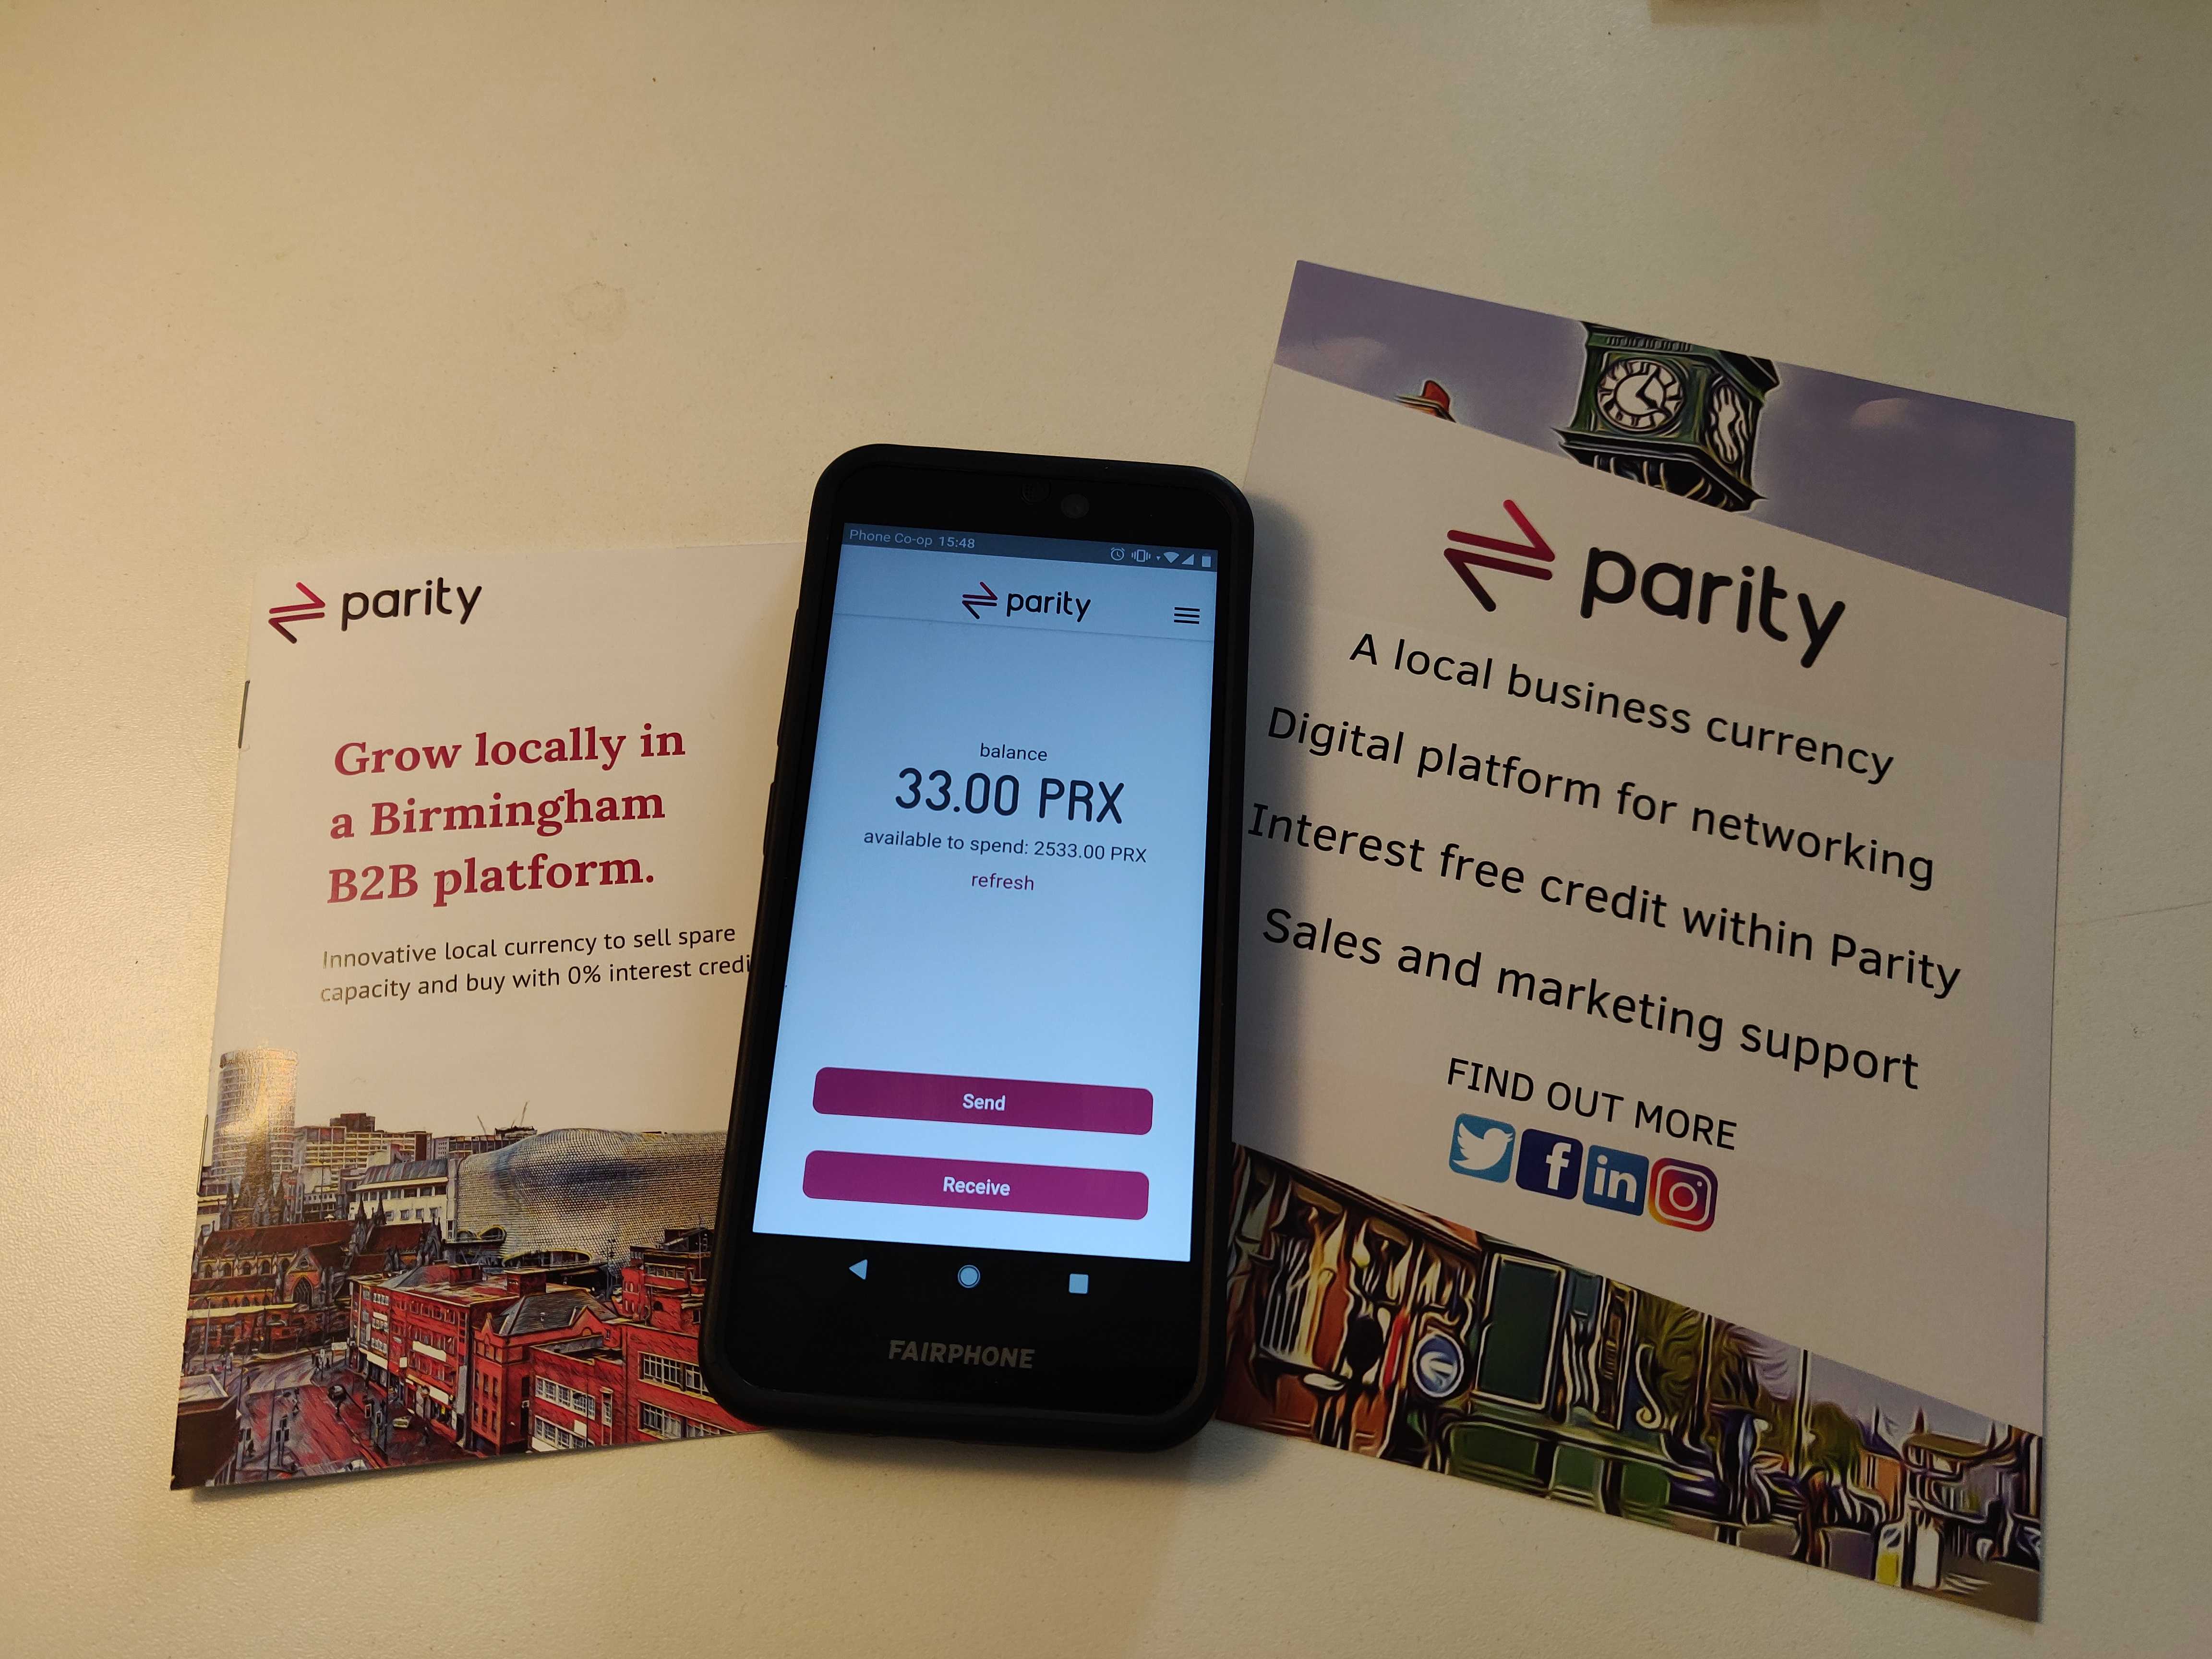 parity
Grow locally in
a Birmingham
B2B platform.
Innovative local currency to sell spare
capacity and buy with 0% interest credi
Phone Co-op 15:48
parity
balance
33.00 PRX
available to spend: 2533.00 PRX
refresh
Send
Receive
FAIRPHONE
parity
A local business currency
Digital platform for networking
Interest free credit within Parity
Sales and marketing support
FIND OUT MORE
f
in